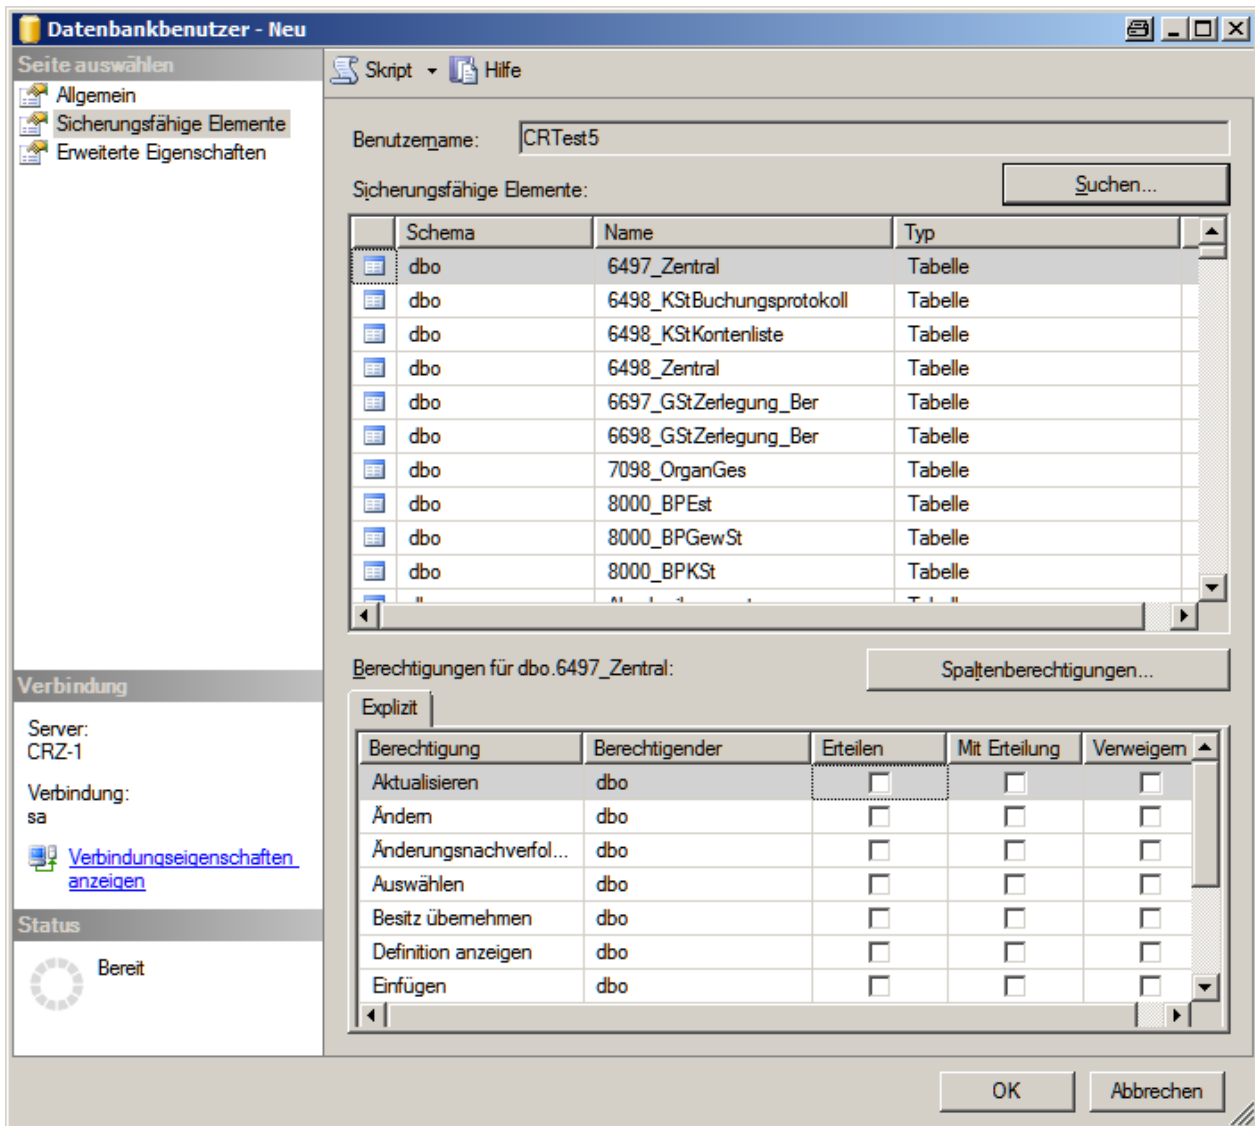 Datenbankbenutzer - Neu
Seite auswählen
Allgemein
Sicherungsfähige Elemente
Erweiterte Eigenschaften
Skript
Hilfe
Benutzername: CRTest5
Sicherungsfähige Elemente:
Suchen...
Schema Name Typ
dbo 6497_Zentral Tabelle
dbo 6498_KStBuchungsprotokoll Tabelle
dbo 6498_KStKontenliste Tabelle
dbo 6498_Zentral Tabelle
dbo 6697_GStZerlegung_Ber Tabelle
dbo 6698_GStZerlegung_Ber Tabelle
dbo 7098_OrganGes Tabelle
dbo 8000_BPEst Tabelle
dbo 8000_BPGewSt Tabelle
dbo 8000_BPKSt Tabelle
Berechtigungen für dbo.6497_Zentral:
Spaltenberechtigungen...
Explizit
Berechtigung Berechtigender Erteilen Mit Erteilung Verweigern
Aktualisieren dbo
Ändern dbo
Änderungsnachverfol... dbo
Auswählen dbo
Besitz übernehmen dbo
Definition anzeigen dbo
Einfügen dbo
Verbindung
Server:
CRZ-1
Verbindung:
sa
Verbindungseigenschaften
anzeigen
Status
Bereit
OK
Abbrechen